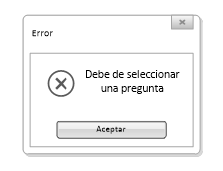 Error
Debe de seleccionar
una pregunta
Aceptar